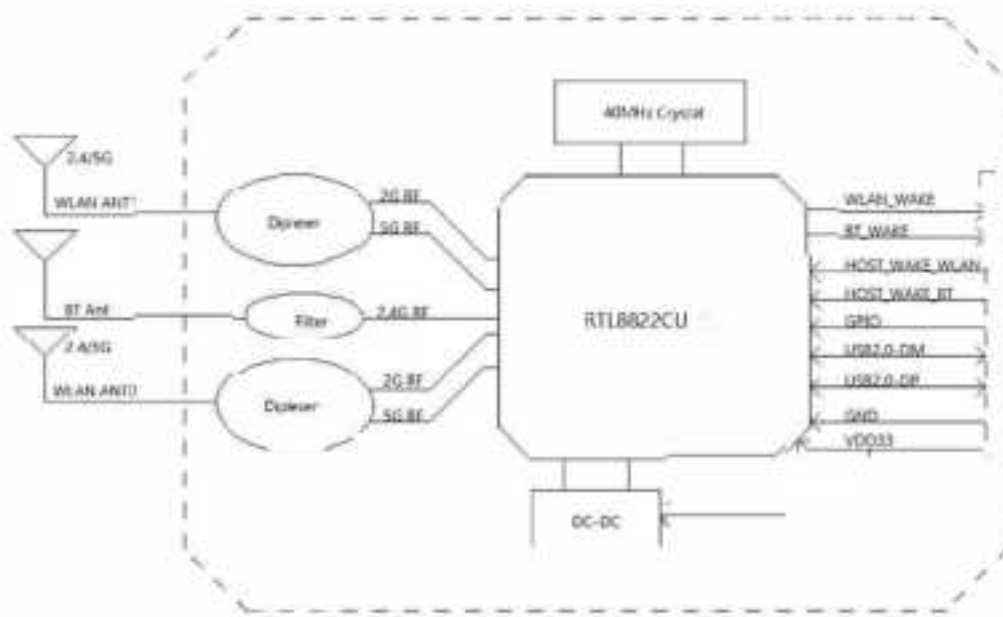 40MHz Crystal
2.4/5G
WLAN ANT1
Diplexer
2G RF
5G RF
WLAN_WAKE
BT_WAKE
HOST_WAKE_WLAN
HOST_WAKE_BT
BT Ant
Filter
2.4G RF
RTL8822CU
GPIO
2.4/5G
USB2.0-DM
WLAN ANT0
Diplexer
2G RF
5G RF
USB2.0-DP
GND
VDD33
DC-DC